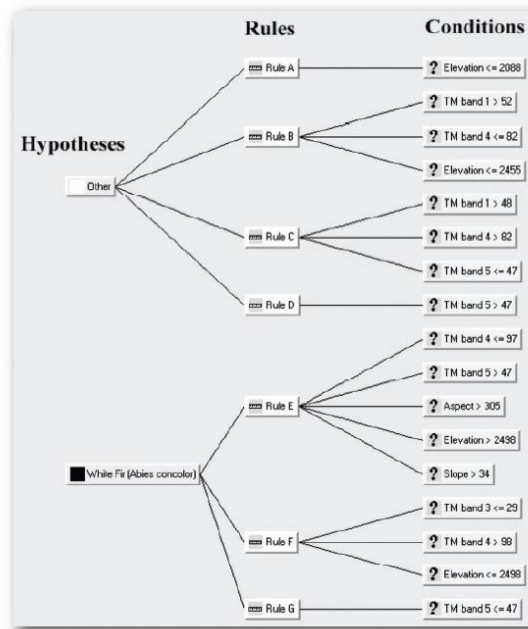 Rules
Conditions
Hypotheses
Other
Rule A
? Elevation <= 2088
Rule B
? TM band 1 > 52
? TM band 4 <= 82
? Elevation <= 2455
Rule C
? TM band 1 > 48
? TM band 4 > 82
? TM band 5 <= 47
Rule D
? TM band 5 > 47
White Fir (Abies concolor)
Rule E
? TM band 4 <= 97
? TM band 5 > 47
? Aspect > 305
? Elevation > 2498
? Slope > 34
Rule F
? TM band 3 <= 29
? TM band 4 > 98
? Elevation <= 2498
Rule G
? TM band 5 <= 47